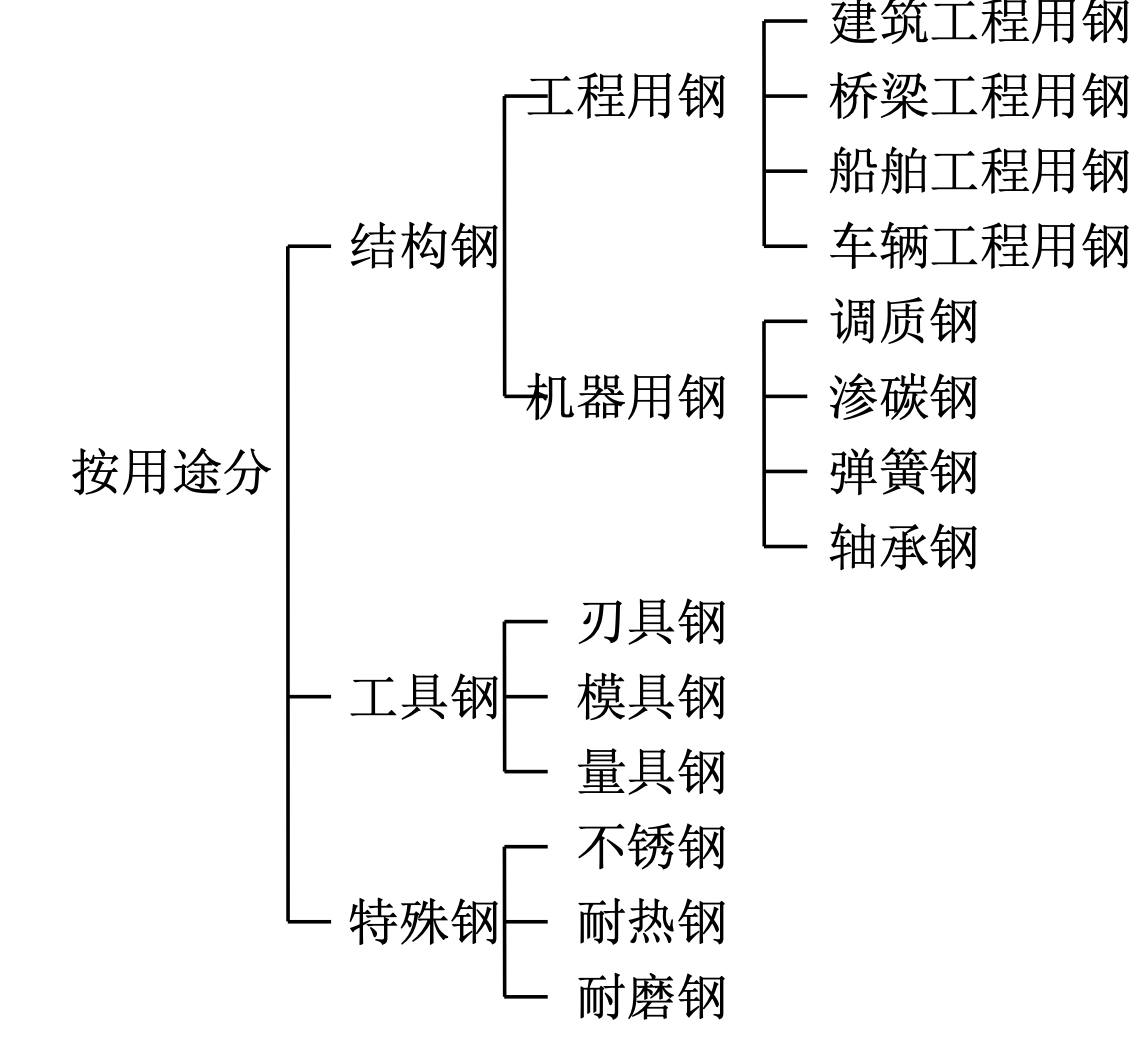 建筑工程用钢
工程用钢
桥梁工程用钢
船舶工程用钢
结构钢
车辆工程用钢
调质钢
机器用钢
渗碳钢
按用途分
弹簧钢
轴承钢
刃具钢
工具钢
模具钢
量具钢
不锈钢
特殊钢
耐热钢
耐磨钢